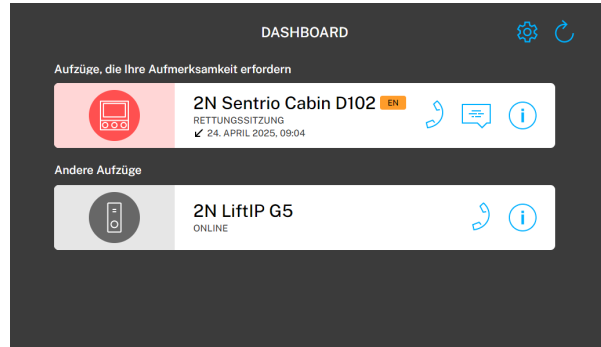 DASHBOARD
Aufzüge, die Ihre Aufmerksamkeit erfordern
2N Sentrio Cabin D102 EN
RETTUNGSSITZUNG
↙ 24. APRIL 2025, 09:04
Andere Aufzüge
2N LiftIP G5
ONLINE